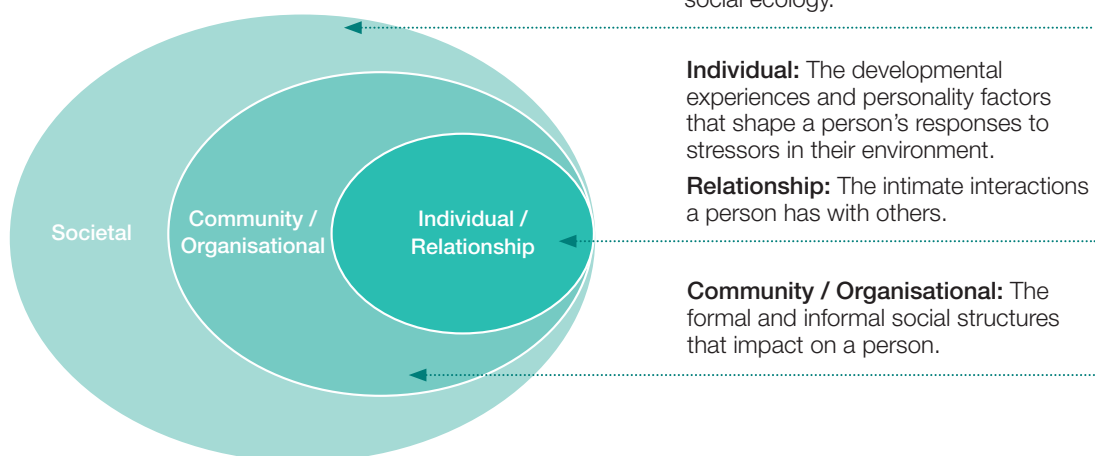 social ecology.
Individual: The developmental
experiences and personality factors
that shape a person's responses to
stressors in their environment.
Relationship: The intimate interactions
a person has with others.
Community / Organisational: The
formal and informal social structures
that impact on a person.
Societal
Community /
Organisational
Individual /
Relationship